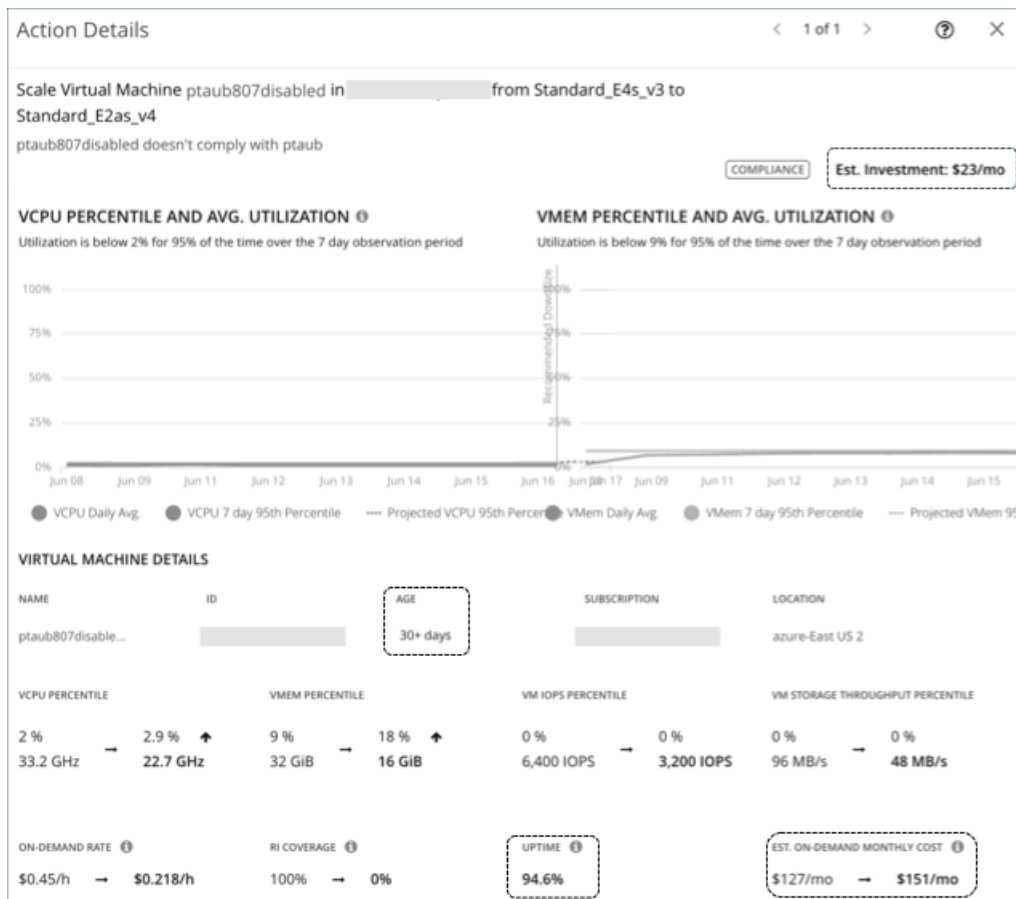 Action Details
1 of 1
Scale Virtual Machine ptaub807disabled in from Standard_E4s_v3 to
Standard_E2as_v4
ptaub807disabled doesn't comply with ptaub
COMPLIANCE
Est. Investment: $23/mo
VCPU PERCENTILE AND AVG. UTILIZATION
Utilization is below 2% for 95% of the time over the 7 day observation period
100%
75%
50%
25%
0%
Jun 08 Jun 09 Jun 11 Jun 12 Jun 13 Jun 14 Jun 15 Jun 16 Jun 17
VCPU Daily Avg. VCPU 7 day 95th Percentile Projected VCPU 95th Percen
Recommended Downsize
VMEM PERCENTILE AND AVG. UTILIZATION
Utilization is below 9% for 95% of the time over the 7 day observation period
100%
75%
50%
25%
0%
Jun 08 Jun 09 Jun 11 Jun 12 Jun 13 Jun 14 Jun 15
VMem Daily Avg. VMem 7 day 95th Percentile Projected VMem 95
VIRTUAL MACHINE DETAILS
NAME ID AGE SUBSCRIPTION LOCATION
ptaub807disable... 30+ days azure-East US 2
VCPU PERCENTILE VMEM PERCENTILE VM IOPS PERCENTILE VM STORAGE THROUGHPUT PERCENTILE
2 % → 2.9 % ↑ 9 % → 18 % ↑ 0 % → 0 % 0 % → 0 %
33.2 GHz 22.7 GHz 32 GiB 16 GiB 6,400 IOPS 3,200 IOPS 96 MB/s 48 MB/s
ON-DEMAND RATE RI COVERAGE UPTIME EST. ON-DEMAND MONTHLY COST
$0.45/h → $0.218/h 100% → 0% 94.6% $127/mo → $151/mo